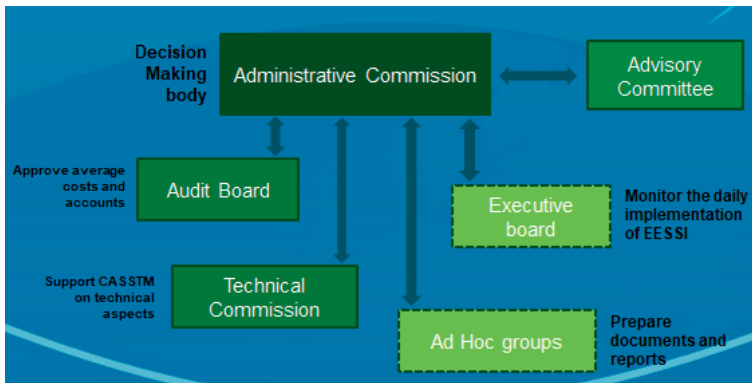 Decision
Making
body
Administrative Commission
Advisory
Committee
Approve average
costs and
accounts
Audit Board
Executive
board
Monitor the daily
implementation
of EESSI
Support CASSTM
on technical
aspects
Technical
Commission
Ad Hoc groups
Prepare
documents and
reports